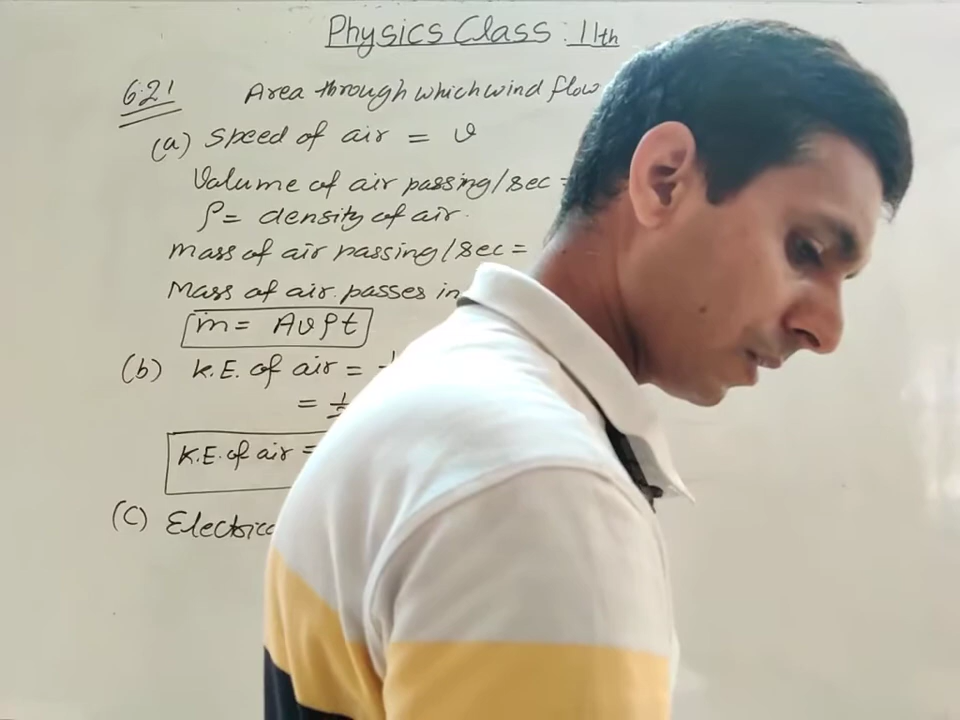 Physics Class : 11th
6.21 Area through which wind flow
(a) Speed of air = v
Volume of air passing/sec =
ρ = density of air.
Mass of air passing/sec =
Mass of air passes in
m = Avρt
(b) K.E. of air =
= 1/2
K.E. of air =
(C)